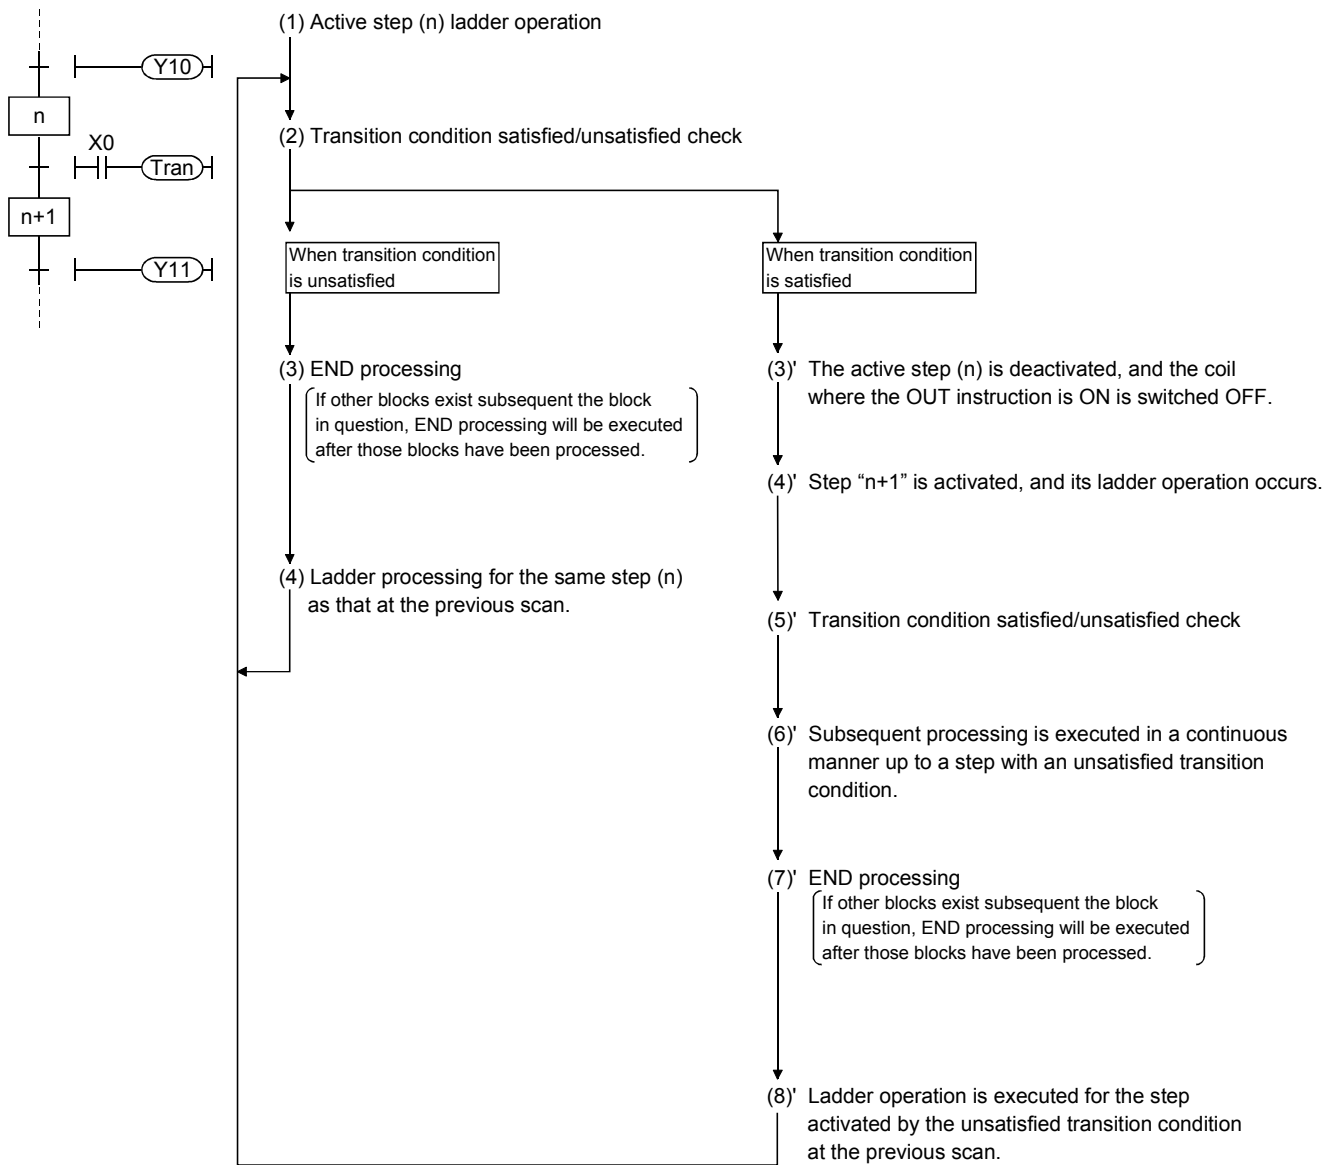 (1) Active step (n) ladder operation
Y10
n
X0
(2) Transition condition satisfied/unsatisfied check
Tran
n+1
Y11
When transition condition
is unsatisfied
When transition condition
is satisfied
(3) END processing
If other blocks exist subsequent the block
in question, END processing will be executed
after those blocks have been processed.
(4) Ladder processing for the same step (n)
as that at the previous scan.
(3)' The active step (n) is deactivated, and the coil
where the OUT instruction is ON is switched OFF.
(4)' Step “n+1” is activated, and its ladder operation occurs.
(5)' Transition condition satisfied/unsatisfied check
(6)' Subsequent processing is executed in a continuous
manner up to a step with an unsatisfied transition
condition.
(7)' END processing
If other blocks exist subsequent the block
in question, END processing will be executed
after those blocks have been processed.
(8)' Ladder operation is executed for the step
activated by the unsatisfied transition condition
at the previous scan.